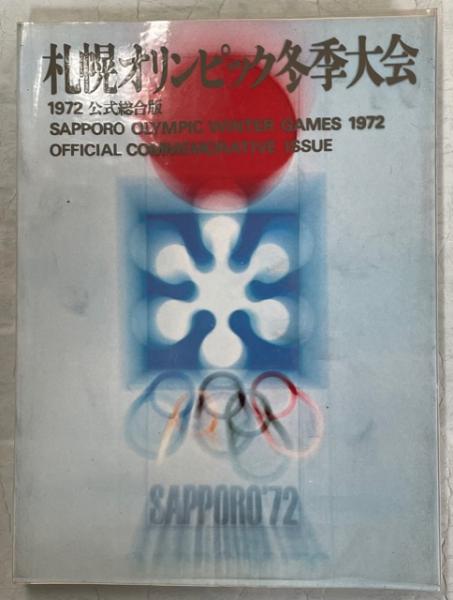 札幌オリンピック冬季大会
1972 公式総合版
SAPPORO OLYMPIC WINTER GAMES 1972
OFFICIAL COMMEMORATIVE ISSUE
SAPPORO'72